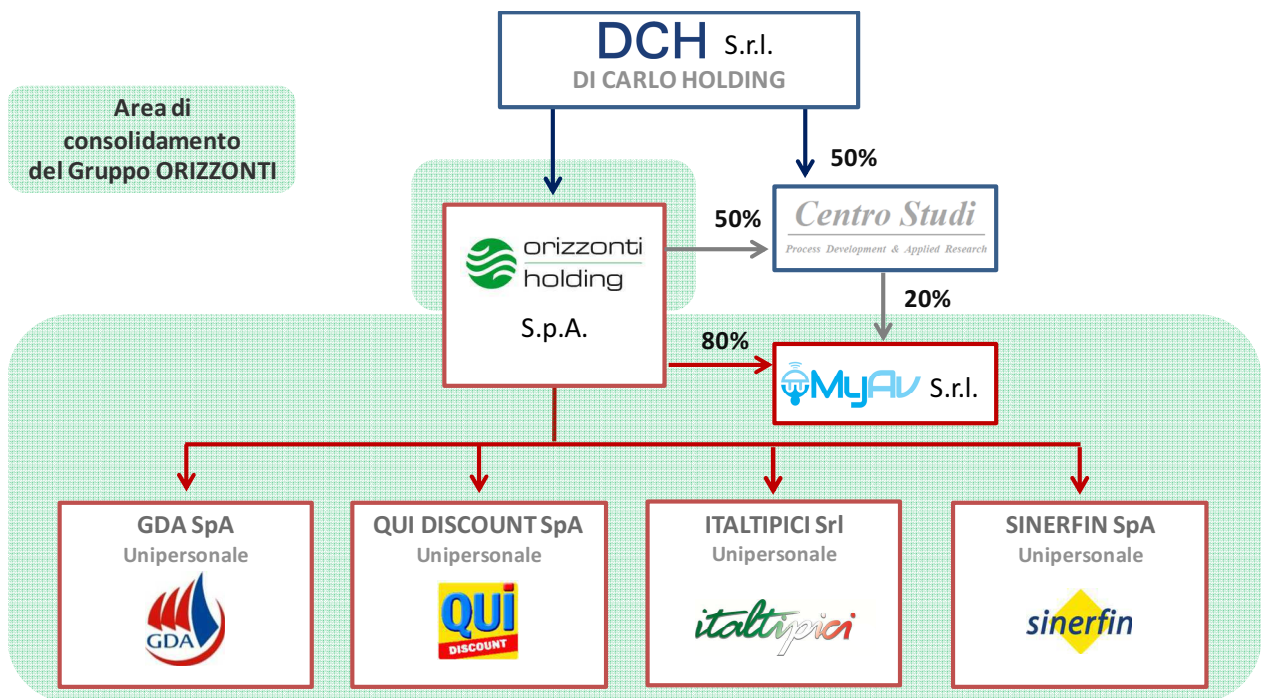 DCH S.r.l.
DI CARLO HOLDING
Area di
consolidamento
del Gruppo ORIZZONTI
50%
50%
Centro Studi
Process Development & Applied Research
orizzonti
holding
S.p.A.
20%
80%
MyAv S.r.l.
GDA SpA
Unipersonale
GDA
QUI DISCOUNT SpA
Unipersonale
QUi
DISCOUNT
ITALTIPICI Srl
Unipersonale
italtipici
SINERFIN SpA
Unipersonale
sinerfin